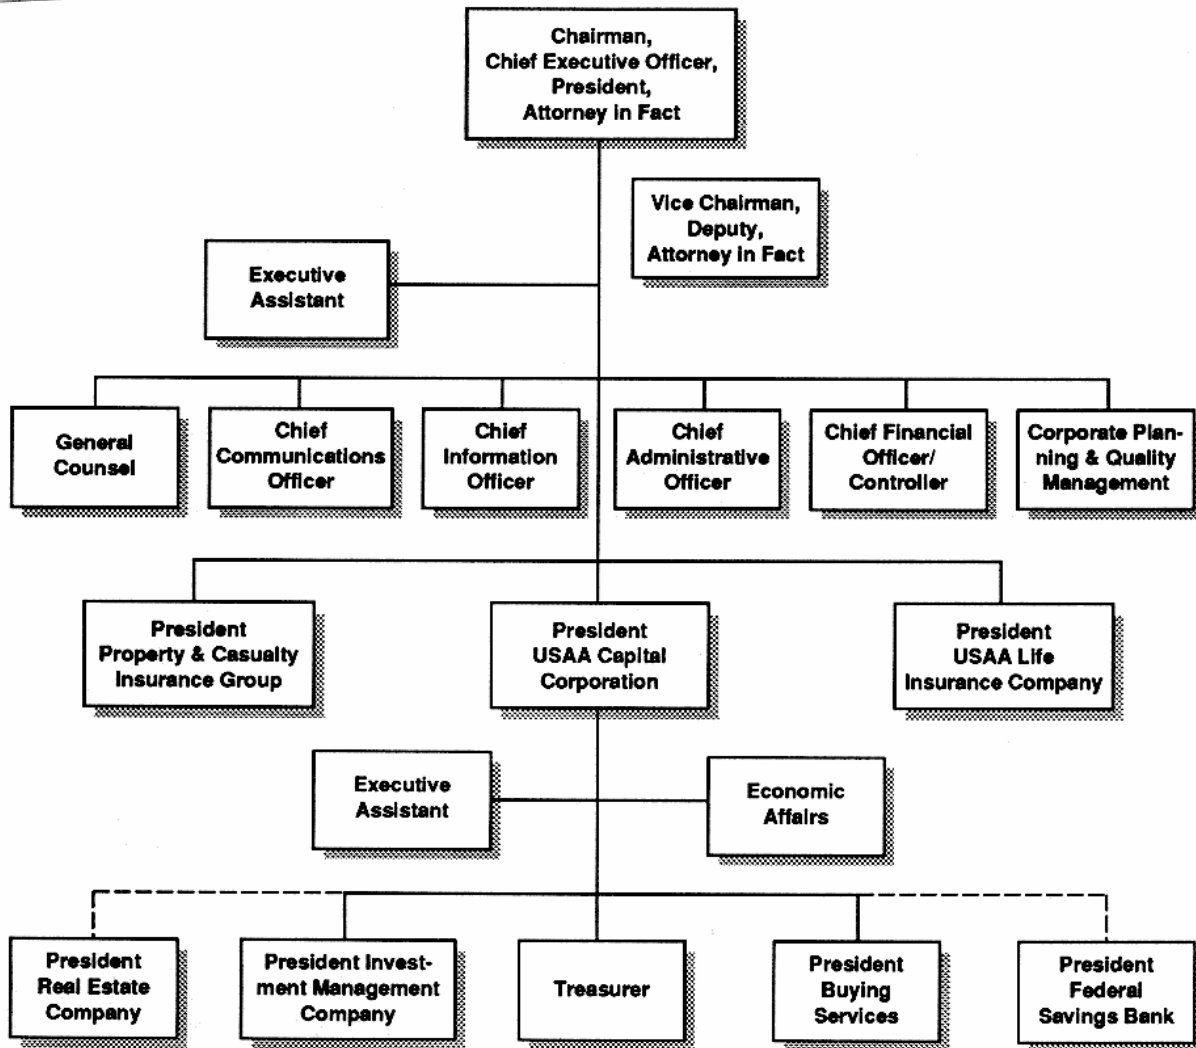 Chairman,
Chief Executive Officer,
President,
Attorney in Fact
Vice Chairman,
Deputy,
Attorney in Fact
Executive
Assistant
General
Counsel
Chief
Communications
Officer
Chief
Information
Officer
Chief
Administrative
Officer
Chief Financial
Officer/
Controller
Corporate Plan-
ning & Quality
Management
President
Property & Casualty
Insurance Group
President
USAA Capital
Corporation
President
USAA Life
Insurance Company
Executive
Assistant
Economic
Affairs
President
Real Estate
Company
President Invest-
ment Management
Company
Treasurer
President
Buying
Services
President
Federal
Savings Bank